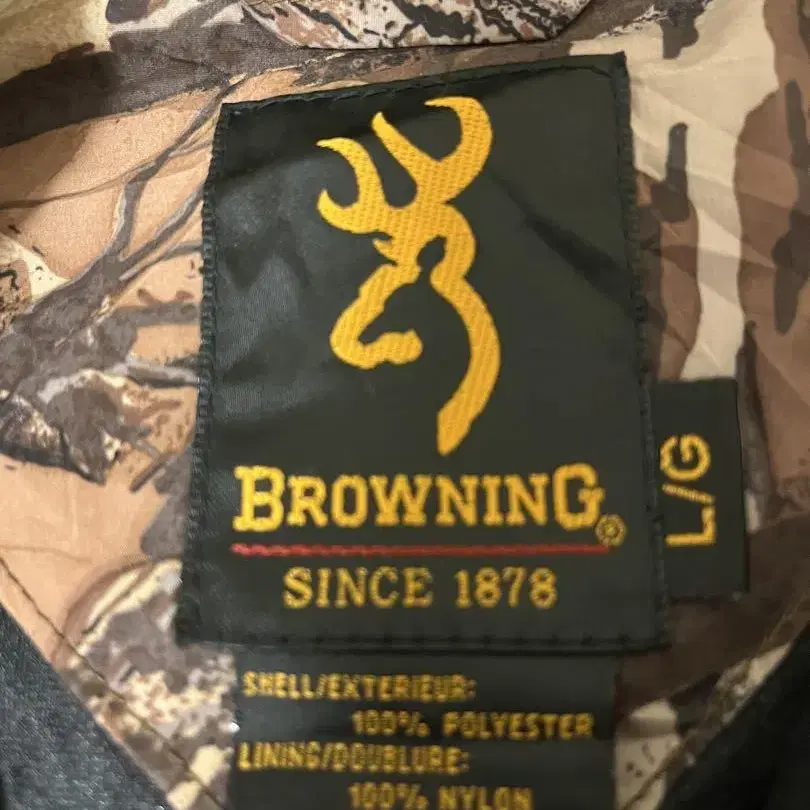 BROWNING®
SINCE 1878
L/G
SHELL/EXTERIEUR:
100% POLYESTER
LINING/DOUBLURE:
100% NYLON